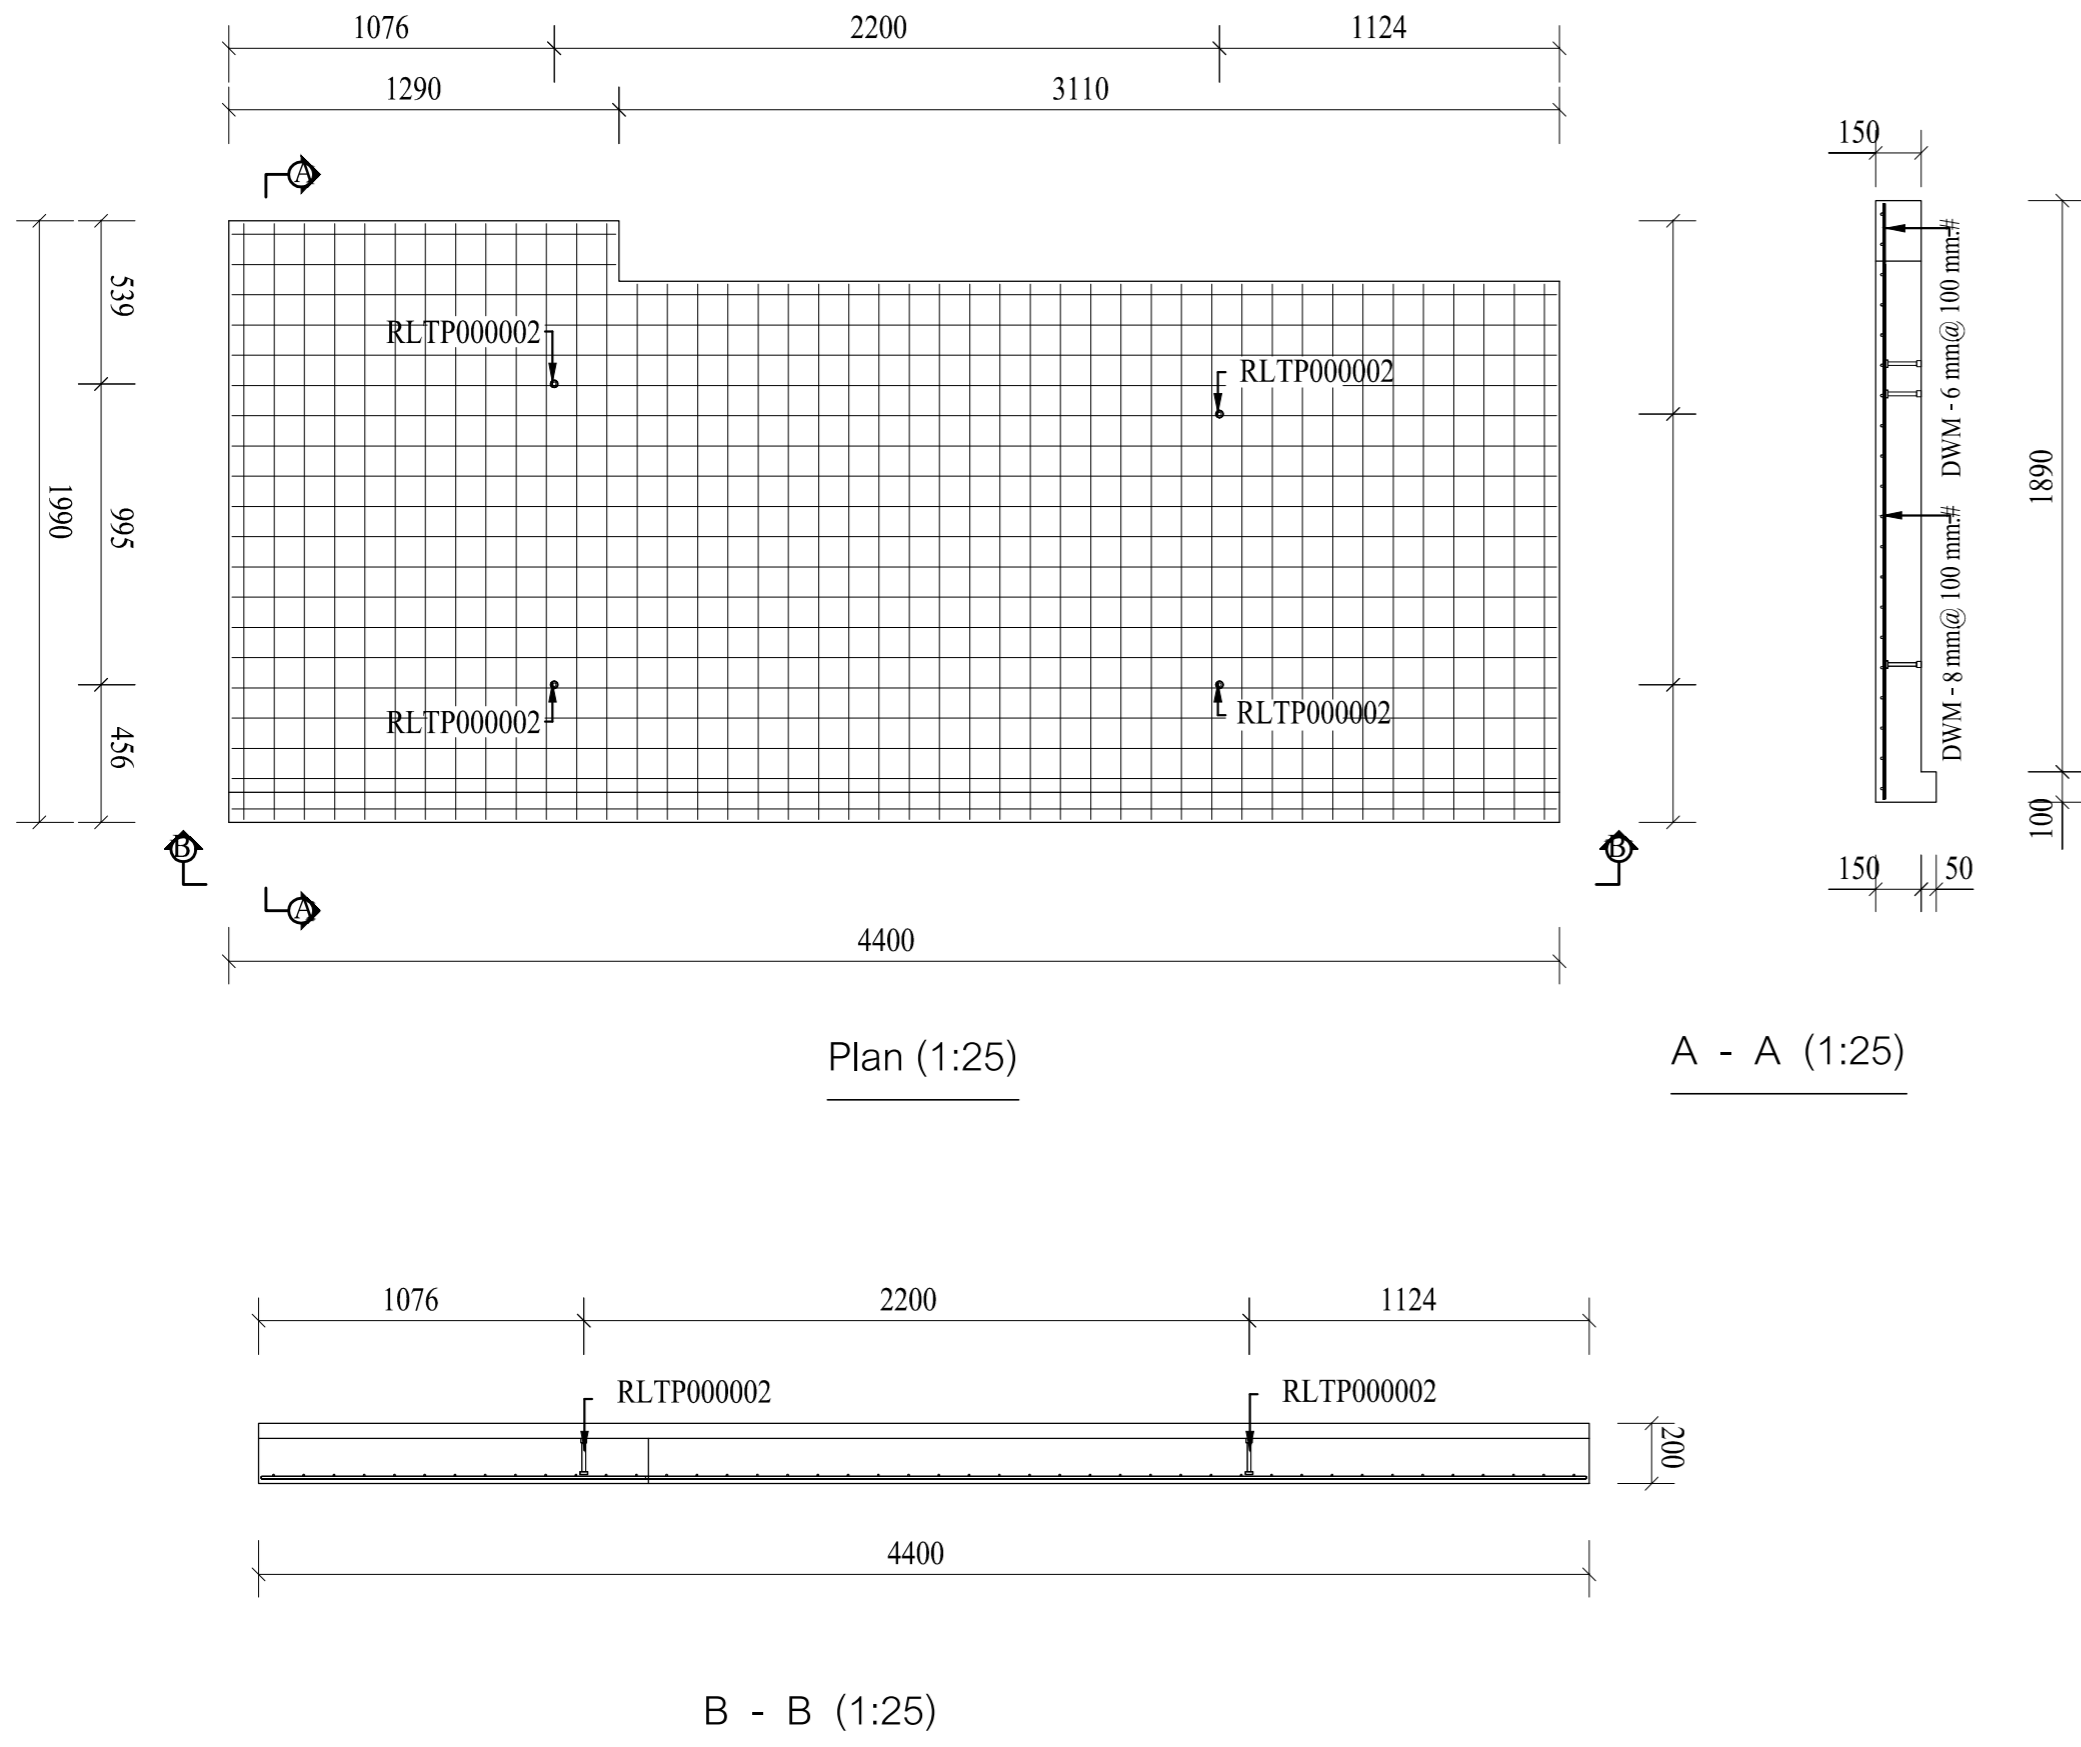 1076
2200
1124
1290
3110
A
150
539
995
456
1990
RLTP000002
RLTP000002
RLTP000002
RLTP000002
DWM - 9 mm@ 100 mm.#
DWM - 8 mm@ 100 mm.#
1890
100
B
B
A
150
50
4400
Plan (1:25)
A - A (1:25)
1076
2200
1124
RLTP000002
RLTP000002
200
4400
B - B (1:25)